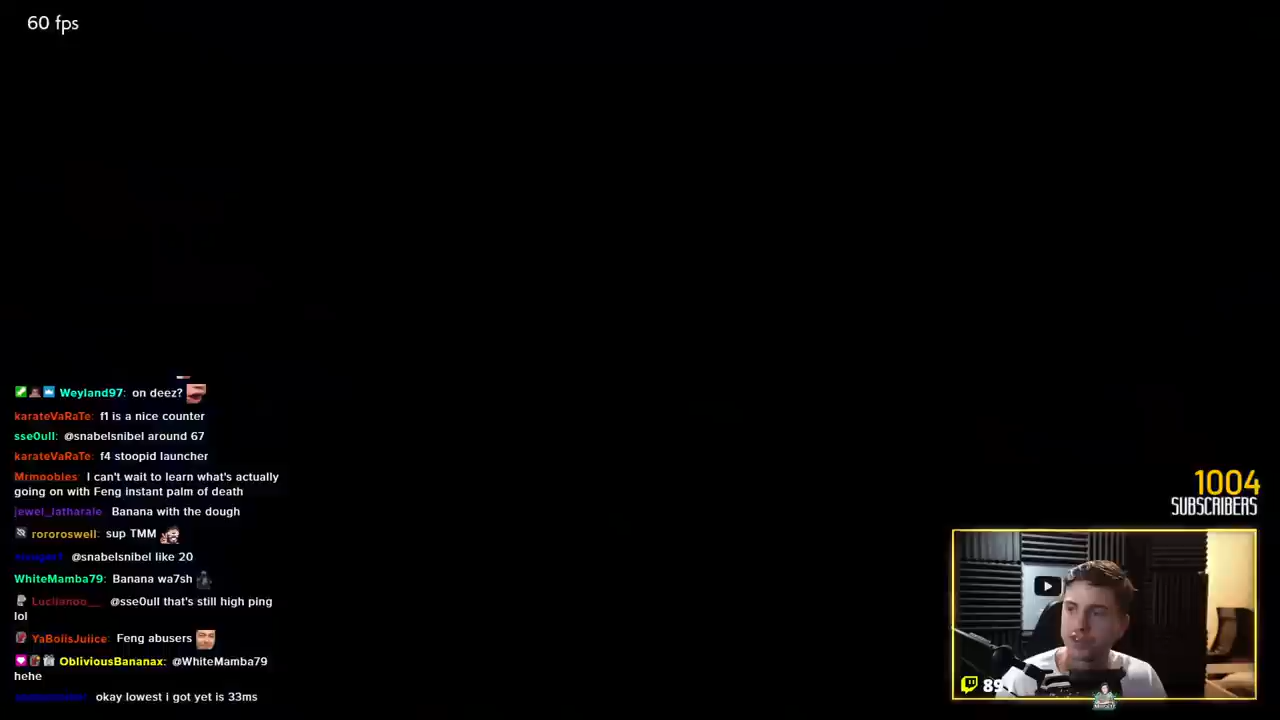 60 fps
Weyland97: on deez?
karateVaRaTe: f1 is a nice counter
sse0ull: @snabelsnibel around 67
karateVaRaTe: f4 stoopid launcher
Mrmoobles: I can't wait to learn what's actually
going on with Feng instant palm of death
jewel_latharale: Banana with the dough
rororoswell: sup TMM
@snabelsnibel like 20
WhiteMamba79: Banana wa7sh
Luciianoo__ @sse0ull that's still high ping
lol
YaBoiisJuiice: Feng abusers
ObliviousBananax: @WhiteMamba79
hehe
okay lowest i got yet is 33ms
1004
SUBSCRIBERS